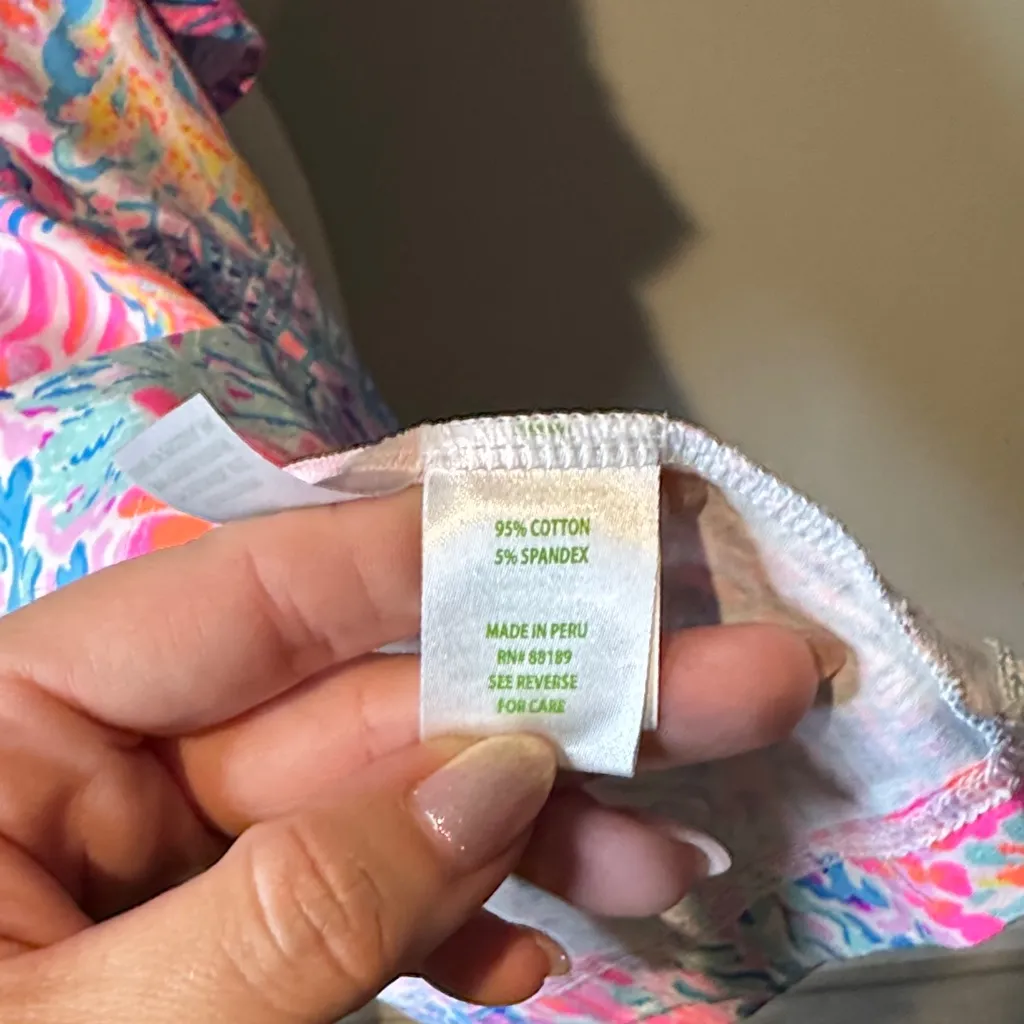 95% COTTON
5% SPANDEX
MADE IN PERU
RN# 88189
SEE REVERSE
FOR CARE